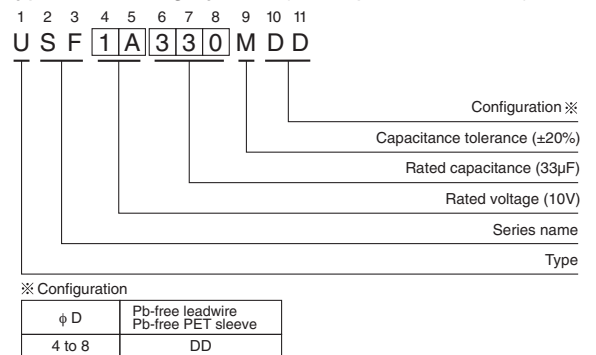 1 2 3 4 5 6 7 8 9 10 11
U S F 1 A 3 3 0 M D D
Configuration ※
Capacitance tolerance (±20%)
Rated capacitance (33µF)
Rated voltage (10V)
Series name
Type
※ Configuration
ϕ D Pb-free leadwire
Pb-free PET sleeve
4 to 8 DD